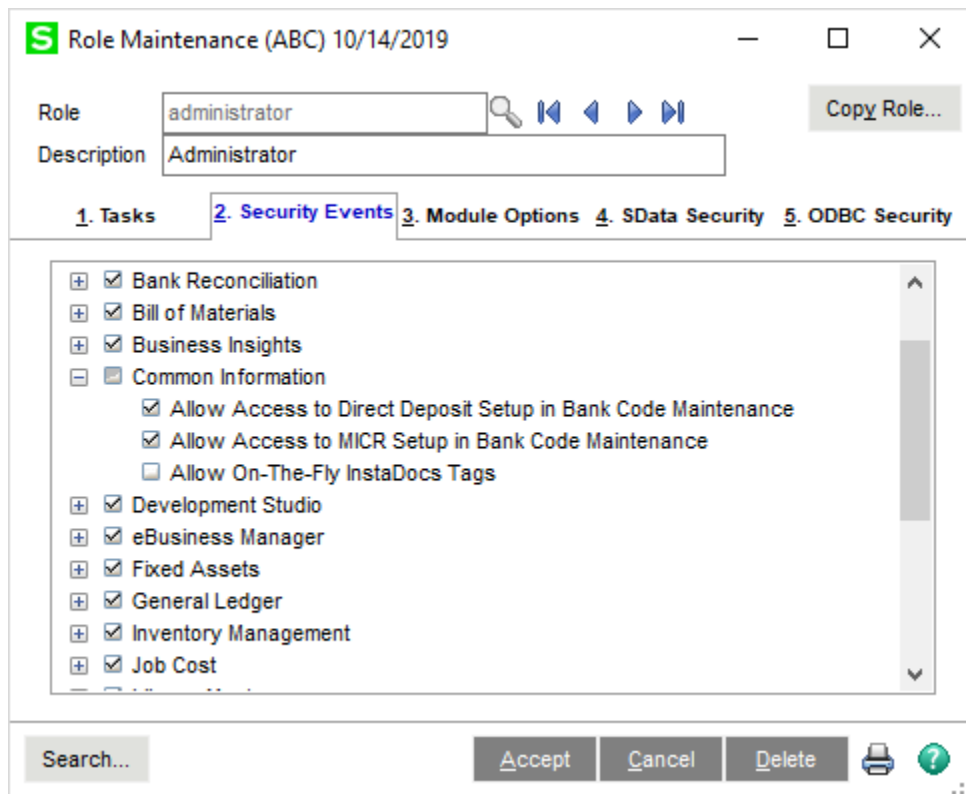 S Role Maintenance (ABC) 10/14/2019
Role administrator Copy Role...
Description Administrator
1. Tasks 2. Security Events 3. Module Options 4. SData Security 5. ODBC Security
Bank Reconciliation
Bill of Materials
Business Insights
Common Information
Allow Access to Direct Deposit Setup in Bank Code Maintenance
Allow Access to MICR Setup in Bank Code Maintenance
Allow On-The-Fly InstaDocs Tags
Development Studio
eBusiness Manager
Fixed Assets
General Ledger
Inventory Management
Job Cost
Search... Accept Cancel Delete ?